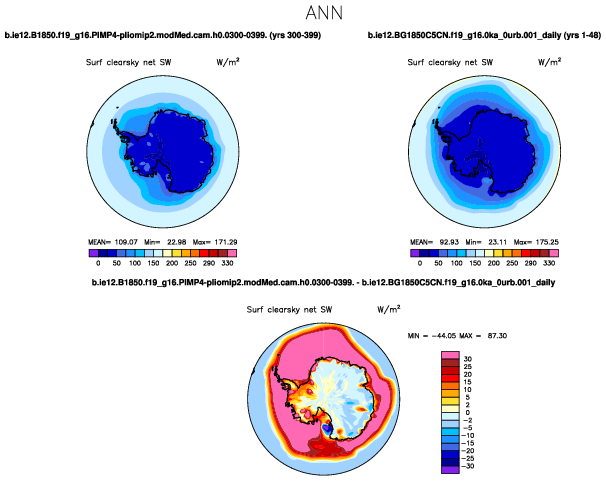 ANN
b.ie12.B1850.f19_g16.PIMP4-pliomip2.modMed.cam.h0.0300-0399. (yrs 300-399)
b.ie12.BG1850C5CN.f19_g16.0ka_0urb.001_daily (yrs 1-48)
Surf clearsky net SW W/m²
Surf clearsky net SW W/m²
MEAN= 109.07 Min= 22.98 Max= 171.29
MEAN= 92.93 Min= 23.11 Max= 175.25
0 50 100 150 200 250 290 330
0 50 100 150 200 250 290 330
b.ie12.B1850.f19_g16.PIMP4-pliomip2.modMed.cam.h0.0300-0399. - b.ie12.BG1850C5CN.f19_g16.0ka_0urb.001_daily
Surf clearsky net SW W/m²
MIN = -44.05 MAX = 87.30
30
25
20
15
10
5
2
0
-2
-5
-10
-15
-20
-25
-30